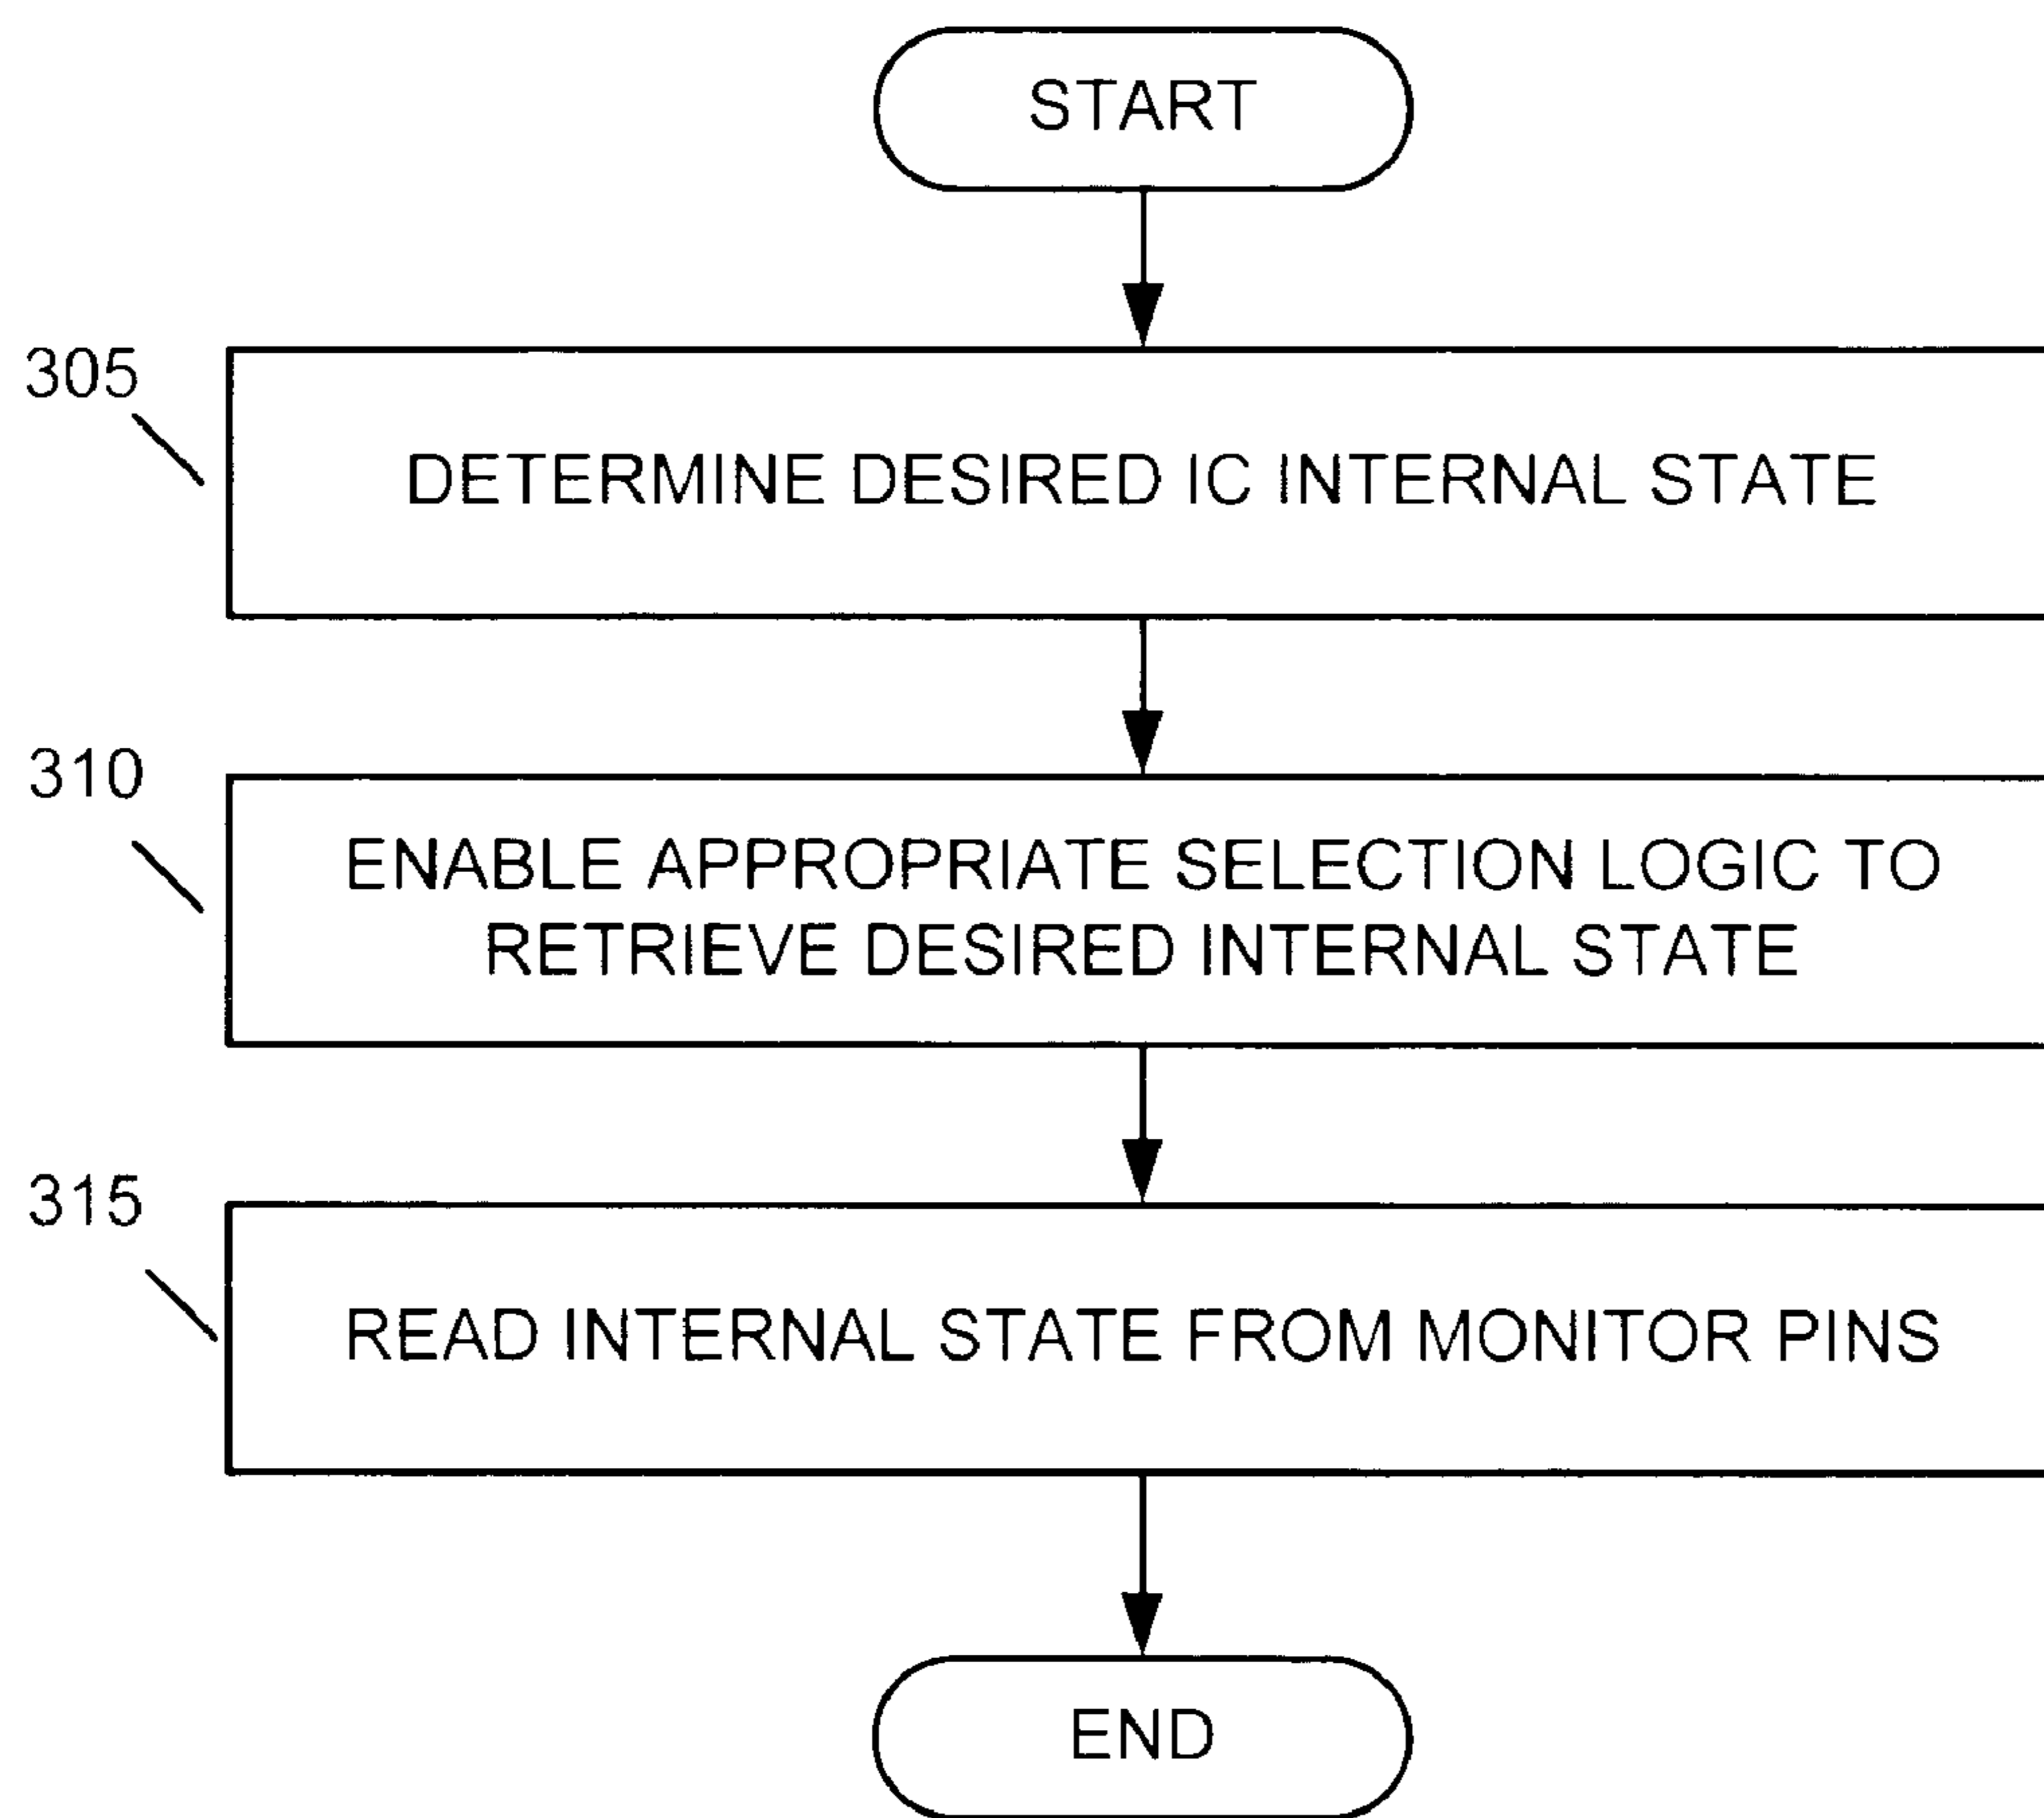 START
305
DETERMINE DESIRED IC INTERNAL STATE
310
ENABLE APPROPRIATE SELECTION LOGIC TO
RETRIEVE DESIRED INTERNAL STATE
315
READ INTERNAL STATE FROM MONITOR PINS
END